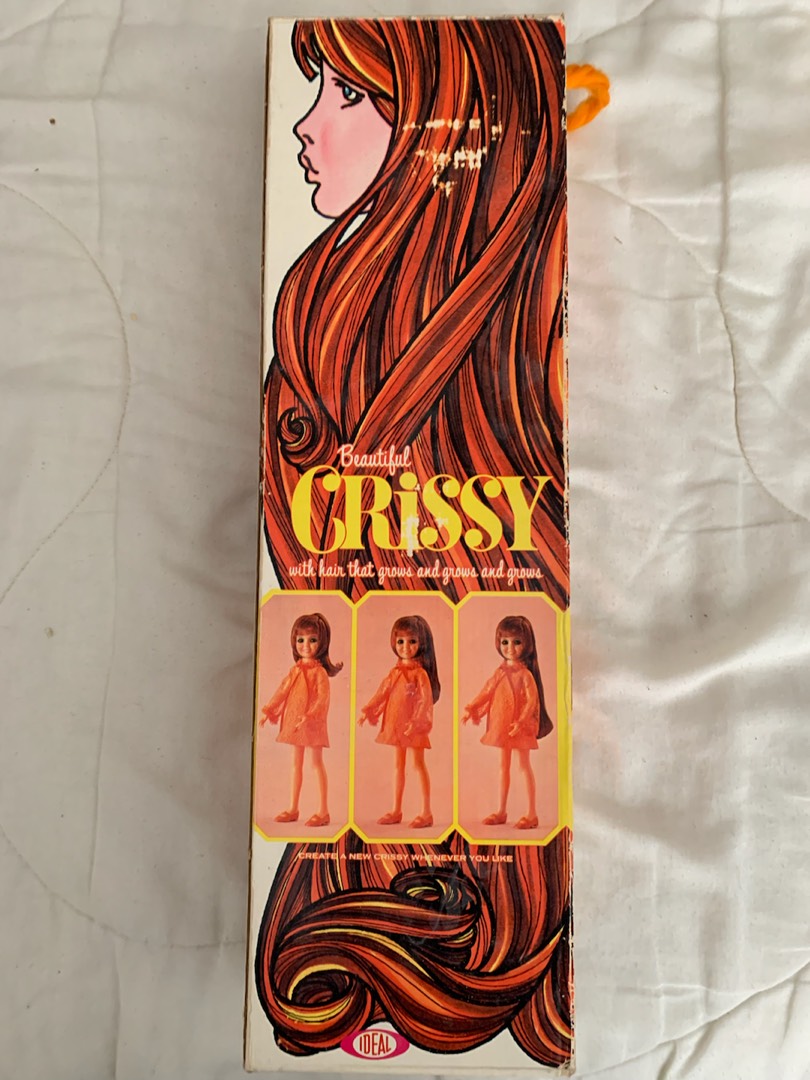 Beautiful
CRiSSY
with hair that grows and grows and grows
CREATE A NEW CRISSY WHENEVER YOU LIKE
IDEAL